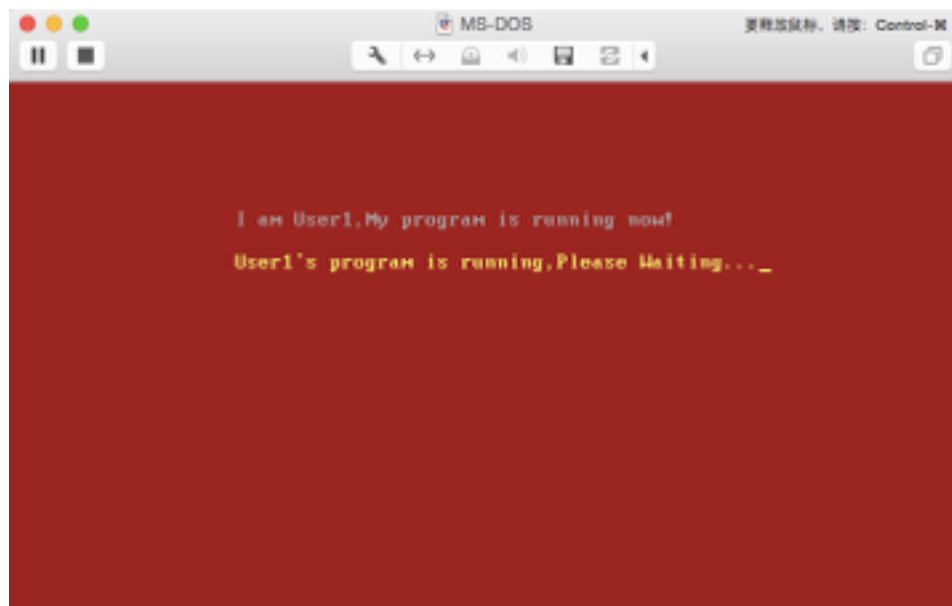 MS-DOS
要释放鼠标，请按：Control-⌘
I am User1,My program is running now!
User1's program is running,Please Waiting..._